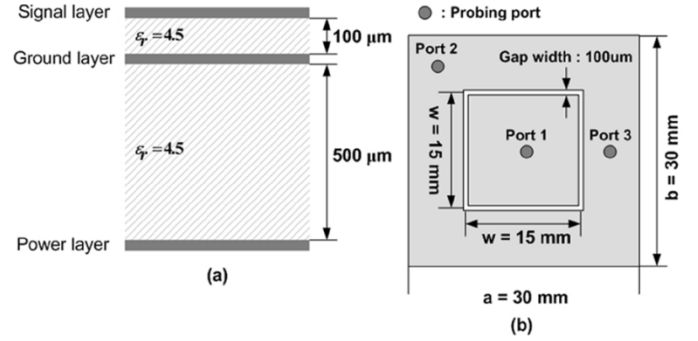 Signal layer
εr = 4.5
100 μm
Ground layer
εr = 4.5
500 μm
Power layer
(a)
: Probing port
Port 2
Gap width : 100um
Port 1
Port 3
w = 15 mm
w = 15 mm
b = 30 mm
a = 30 mm
(b)